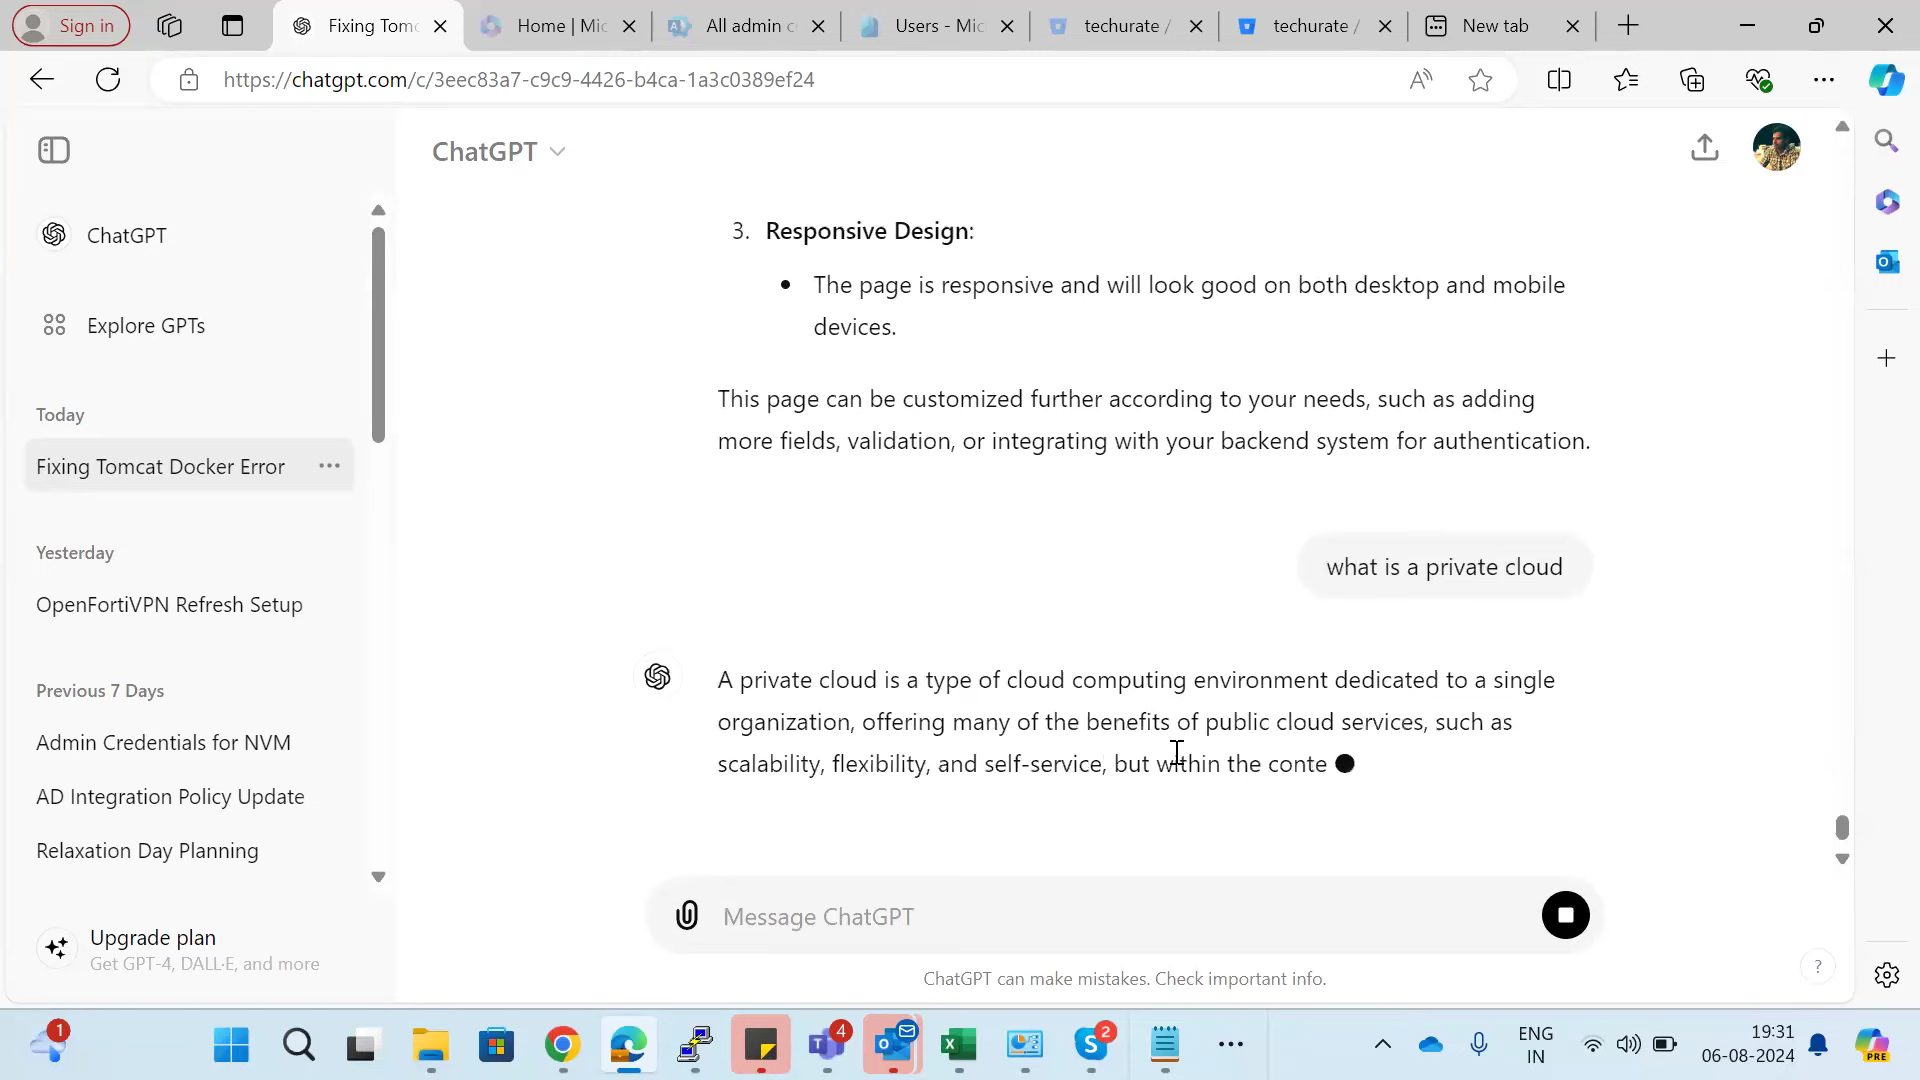 Sign in
Fixing Tomc
Home | Mic
All admin c
Users - Mic
techurate /
techurate /
New tab
https://chatgpt.com/c/3eec83a7-c9c9-4426-b4ca-1a3c0389ef24
ChatGPT
ChatGPT
Explore GPTs
Today
Fixing Tomcat Docker Error
Yesterday
OpenFortiVPN Refresh Setup
Previous 7 Days
Admin Credentials for NVM
AD Integration Policy Update
Relaxation Day Planning
Upgrade plan
Get GPT-4, DALL·E, and more
3. Responsive Design:
• The page is responsive and will look good on both desktop and mobile
devices.
This page can be customized further according to your needs, such as adding
more fields, validation, or integrating with your backend system for authentication.
what is a private cloud
A private cloud is a type of cloud computing environment dedicated to a single
organization, offering many of the benefits of public cloud services, such as
scalability, flexibility, and self-service, but within the conte
Message ChatGPT
ChatGPT can make mistakes. Check important info.
?
1
4
2
ENG
IN
19:31
06-08-2024
PRE